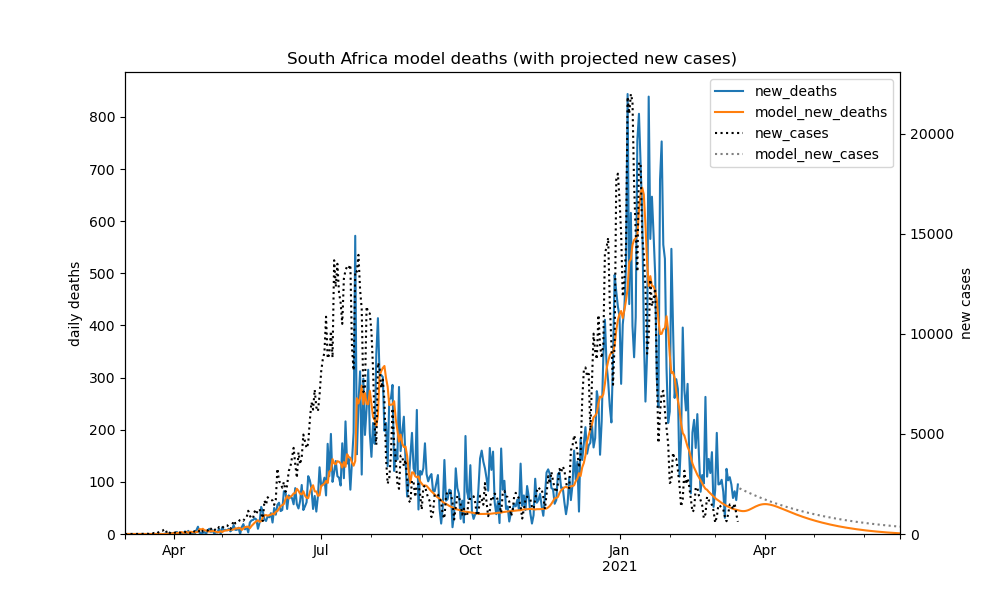 South Africa model deaths (with projected new cases)
new_deaths
model_new_deaths
new_cases
model_new_cases
800
700
600
500
400
300
200
100
0
daily deaths
20000
15000
10000
5000
0
new cases
Apr
Jul
Oct
Jan
2021
Apr